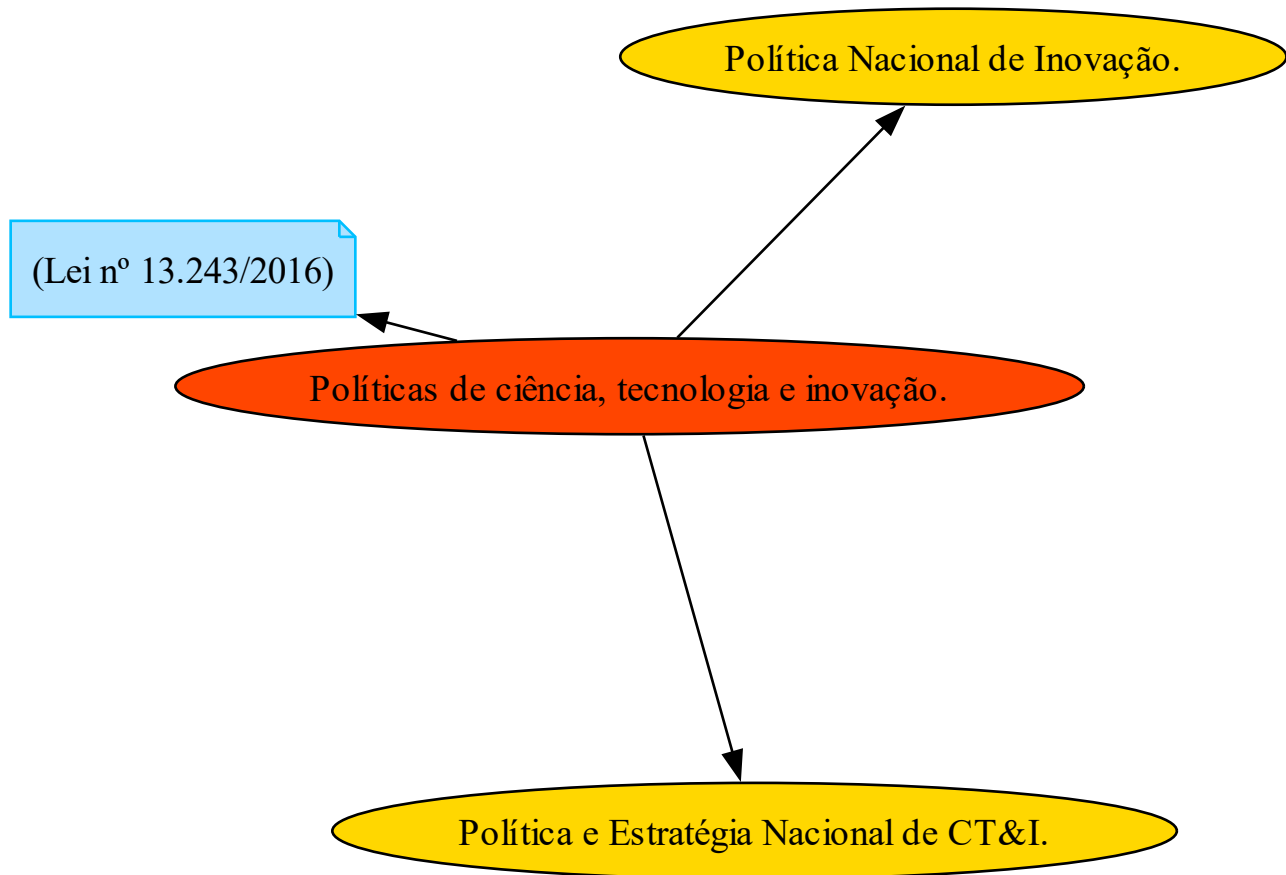 Política Nacional de Inovação.
(Lei nº 13.243/2016)
Políticas de ciência, tecnologia e inovação.
Política e Estratégia Nacional de CT&I.